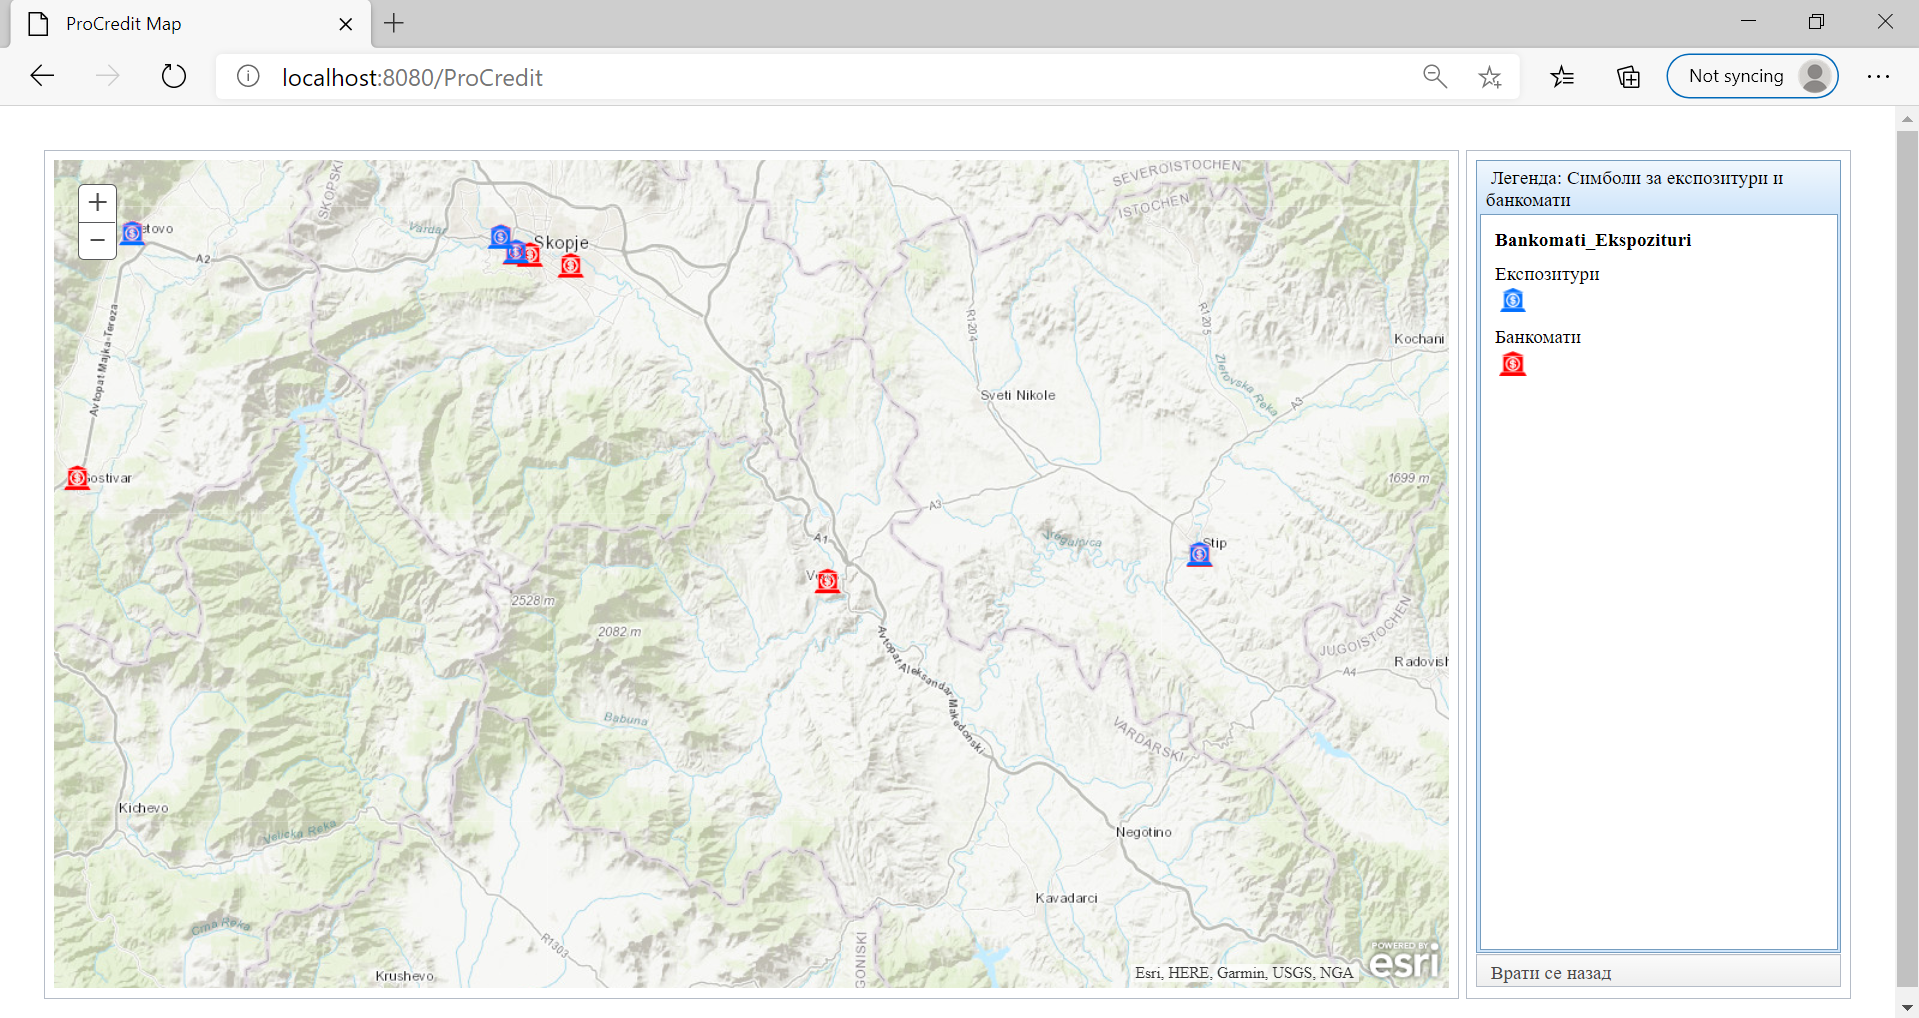 ProCredit Map
localhost:8080/ProCredit
Not syncing
SKOPSKI
SEVEROISTOCHEN
ISTOCHEN
etovo
Vardar
Skopje
A2
Avtopat Majka-Tereza
R1204
R1205
Kochani
Zletovska Reka
Sveti Nikole
A3
ostivar
1699 m
A3
A1
Bregalnica
Stip
V
2528 m
2082 m
JUGOISTOCHEN
Radovish
A4
Avtopat Aleksandar Makedonski
Babuna
VARDARSKI
Kichevo
Velicka Reka
Negotino
Kavadarci
Crna Reka
R1303
GONISKI
Krushevo
Esri, HERE, Garmin, USGS, NGA
POWERED BY
esri
Легенда: Симболи за експозитури и
банкомати
Bankomati_Ekspozituri
Експозитури
Банкомати
Врати се назад